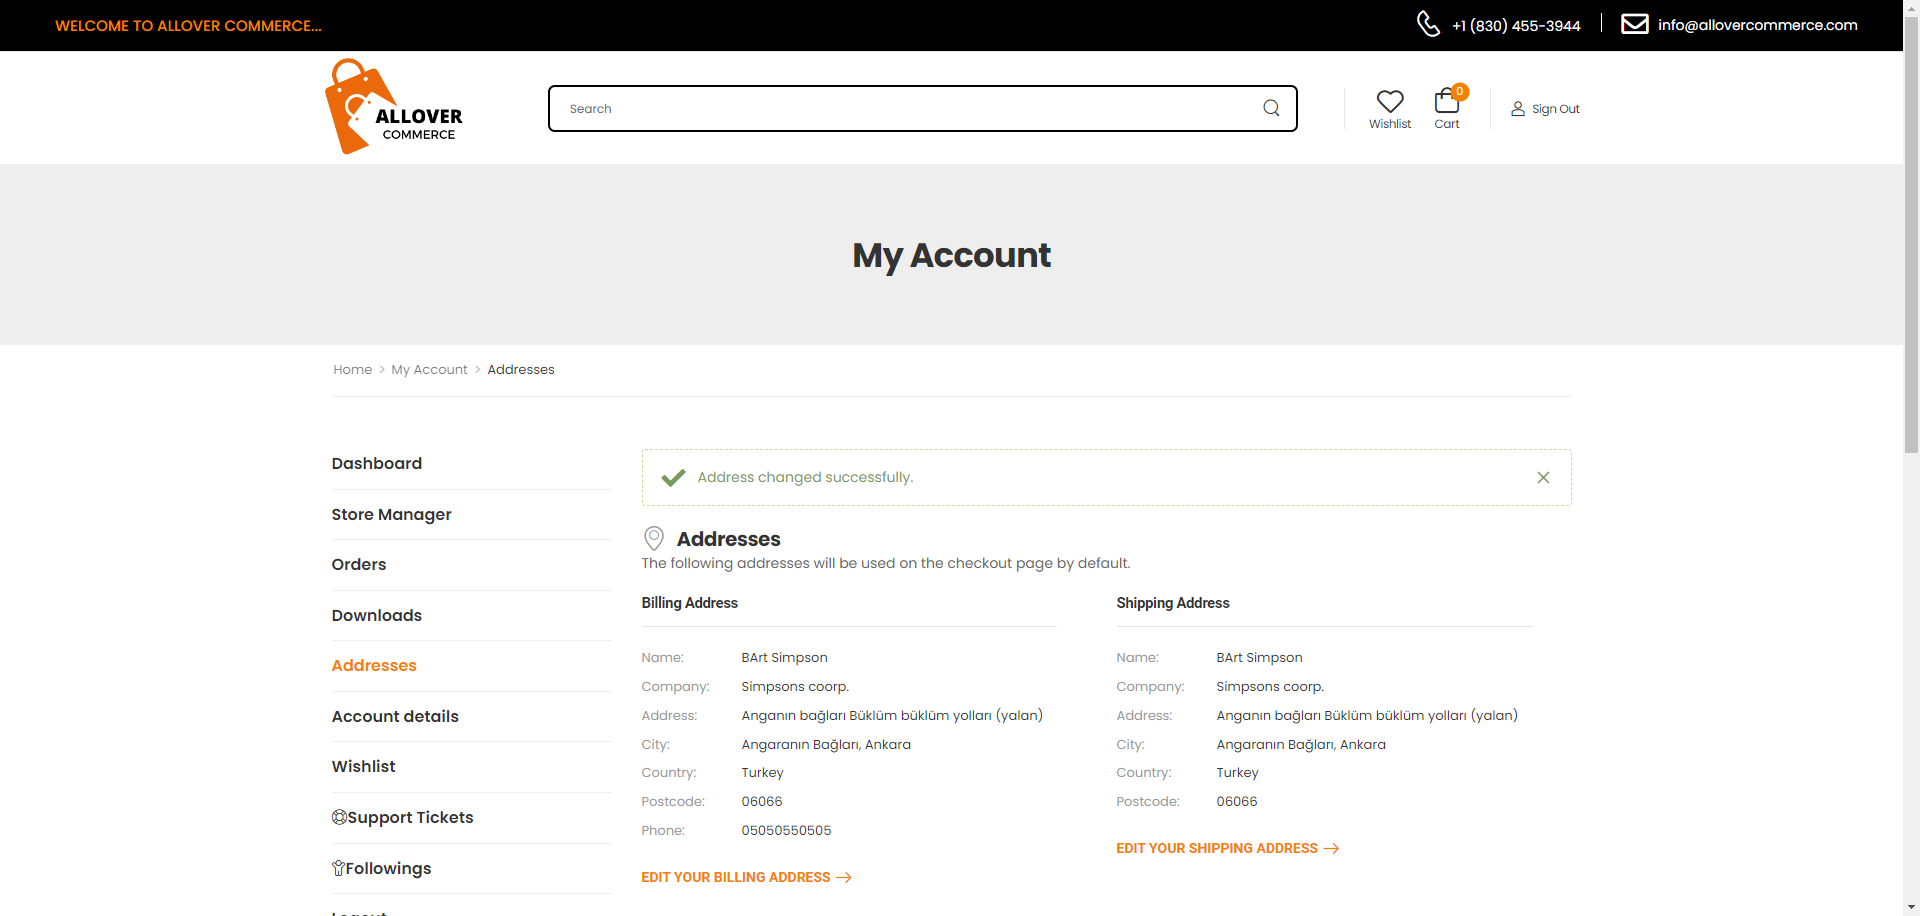 WELCOME TO ALLOVER COMMERCE...
+1 (830) 455-3944
info@allovercommerce.com
ALLOVER
COMMERCE
Search
Wishlist
0
Cart
Sign Out
My Account
Home > My Account > Addresses
Dashboard
Store Manager
Orders
Downloads
Addresses
Account details
Wishlist
Support Tickets
Followings
Logout
Address changed successfully.
Addresses
The following addresses will be used on the checkout page by default.
Billing Address
Name: BArt Simpson
Company: Simpsons coorp.
Address: Anganın bağları Büklüm büklüm yolları (yalan)
City: Angaranın Bağları, Ankara
Country: Turkey
Postcode: 06066
Phone: 05050550505
EDIT YOUR BILLING ADDRESS
Shipping Address
Name: BArt Simpson
Company: Simpsons coorp.
Address: Anganın bağları Büklüm büklüm yolları (yalan)
City: Angaranın Bağları, Ankara
Country: Turkey
Postcode: 06066
EDIT YOUR SHIPPING ADDRESS